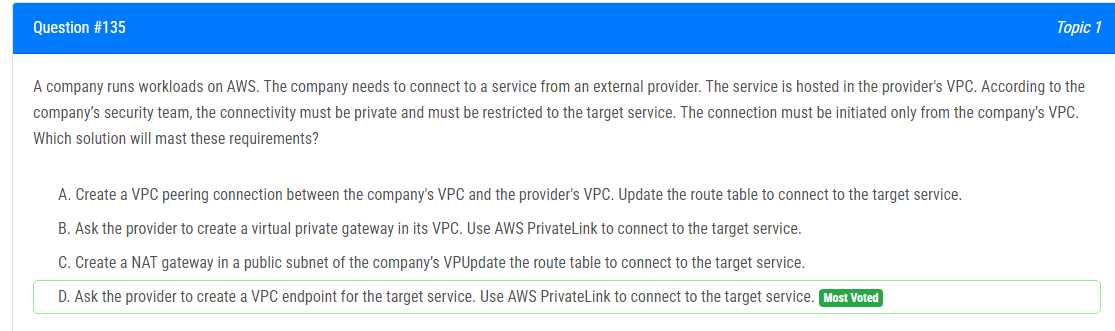 Question #135
Topic 1
A company runs workloads on AWS. The company needs to connect to a service from an external provider. The service is hosted in the provider's VPC. According to the
company’s security team, the connectivity must be private and must be restricted to the target service. The connection must be initiated only from the company’s VPC.
Which solution will mast these requirements?
A. Create a VPC peering connection between the company's VPC and the provider's VPC. Update the route table to connect to the target service.
B. Ask the provider to create a virtual private gateway in its VPC. Use AWS PrivateLink to connect to the target service.
C. Create a NAT gateway in a public subnet of the company’s VPUpdate the route table to connect to the target service.
D. Ask the provider to create a VPC endpoint for the target service. Use AWS PrivateLink to connect to the target service. Most Voted